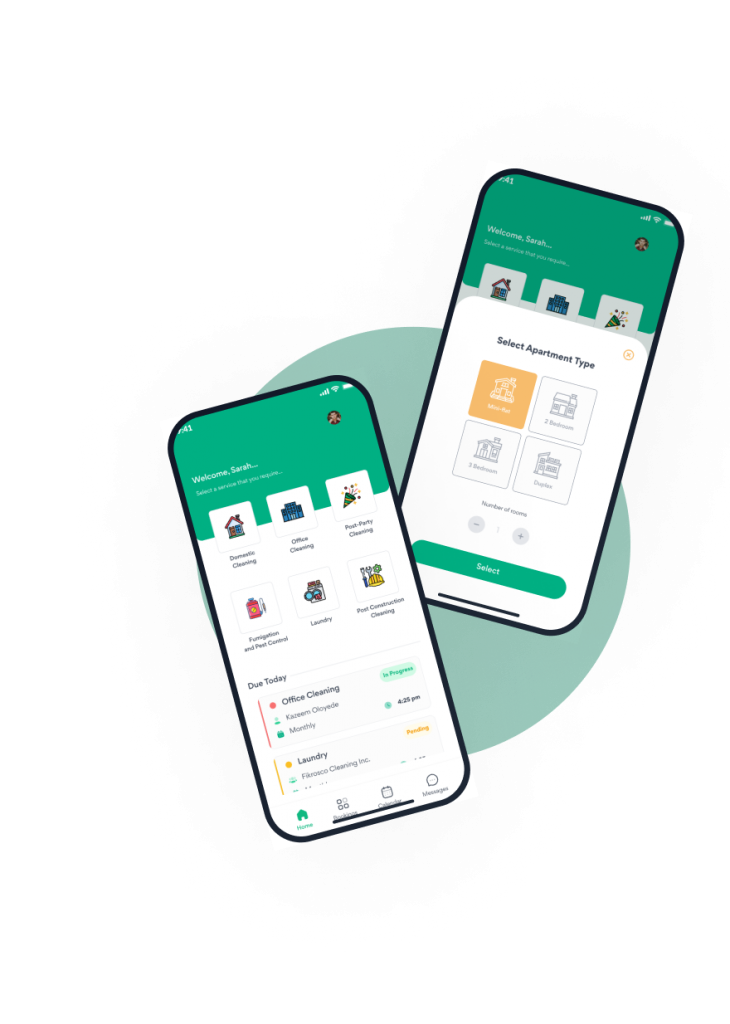 9:41
Welcome, Sarah...
Select a service that you require...
Domestic
Cleaning
Office
Cleaning
Post-Party
Cleaning
Fumigation
and Pest Control
Laundry
Post Construction
Cleaning
Due Today
Office Cleaning
In Progress
Kazeem Oloyede
4:25 pm
Monthly
Laundry
Pending
Fikrosco Cleaning Inc.
Home
Bookings
Calendar
Messages
:41
Welcome, Sarah...
Select a service that you require...
Select Apartment Type
Mini-flat
2 Bedroom
3 Bedroom
Duplex
Number of rooms
1
Select